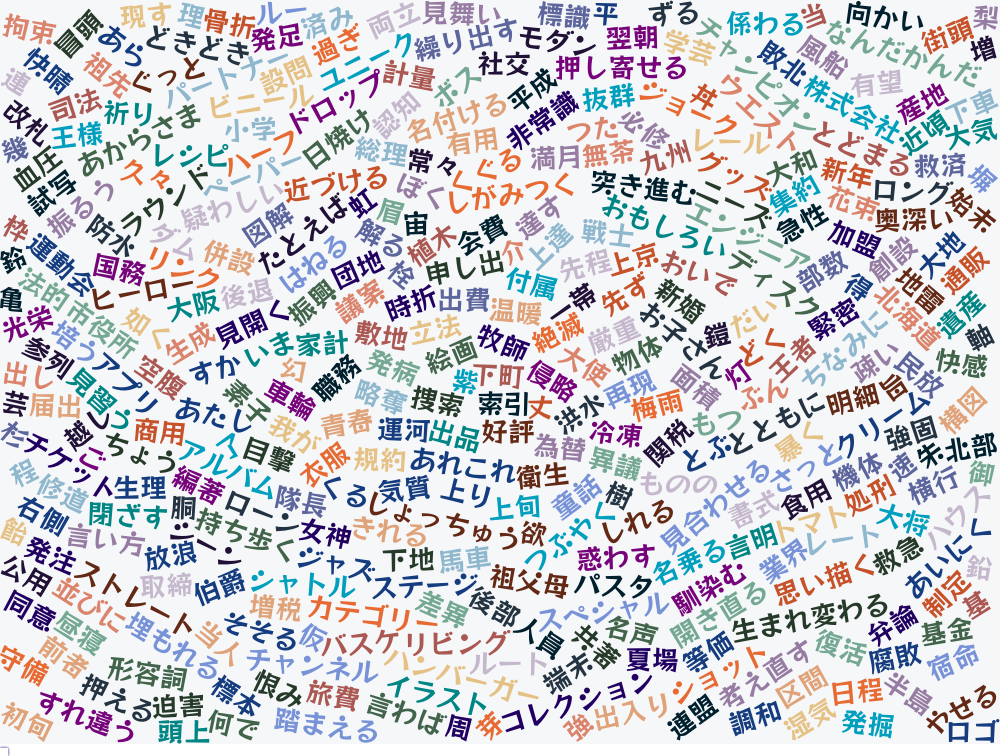 拘束
冒頭
現す
理
骨折
ルー
済み
両立
見舞い
標識
平
ずる
係わる
当
向かい
街頭
梨
増
快晴
あら
どきどき
発足
過ぎ
ユニーク
繰り出す
モダン
翌朝
学芸
チャンピオン
敗北
風船
なんだかんだ
連
祖先
ぐっと
パートナー
設問
計量
ボス
社交
押し寄せる
有望
株式会社
産地
下車
改札
司法
祈り
ビニール
ドロップ
認知
名付ける
平成
抜群
ジョークル
丼
ウエスト
近頃
大気
幾
王様
あからさま
小学
ハーフ
日焼け
有用
非常識
つた
必修
レール
とどまる
救済
堀
血圧
試写
久々
レシピ
ペーパー
総理
常々
くぐる
満月
無茶
九州
グッズ
大和
新年
ロング
始末
枠
振るう
ラウンド
疑わしい
近づける
ぼく
しがみつく
突き進む
ニーズ
集約
花束
奥深い
鈴
運動会
防水
ふく
図解
たとえば
虹
眉
宙
達す
おもしろい
エンジニア
急性
加盟
創設
大地
国務
リンク
併設
はねる
解る
植木
会費
介
上達
戦士
ディスク
部数
得
地雷
通販
亀
法的
ヒーロー
大阪
後退
団地
峇
申し出
付属
先程
上京
おいで
北海道
遺産
光栄
市役所
如く
振興
議案
時折
出費
温暖
一帯
先ず
新婚
だい
緊密
軸
培う
生成
見開く
敷地
立法
牧師
絶滅
厳重
お子さん
鎧
ちなみに
疎い
快感
参列
アプリ
空腹
すかいま
家計
幻
発病
絵画
紫
下町
大使
物体
て
灯
どく
王者
民放
出し
見習う
あたし
素子
車輪
職務
略奪
捜索
索引
侵略
丈
洪水
再現
面積
ぶん
旨
芸
届出
越し
商用
我が
青春
運河
出品
好評
為替
冷凍
梅雨
もつ
とともに
明細
構図
杉
チケット
ごちょう
アルバム
目撃
衣服
規約
あれこれ
衛生
異議
関税
とぶ
暴く
クリーム
強固
朱
北部
程
修道
生理
編著
隊長
くる
気質
上り
上句
童話
樹
ものの
見合わせる
さっと
機体
速
横行
御
右側
閉ざす
胴
ローン
女神
しょっちゅう
欲
つぶやく
しれる
書式
食用
処刑
ハウス
飴
言い方
ジーン
持ち歩く
きれる
惑わす
名乗る
言明
トマト
大将
発注
放浪
ジャズ
下地
馬車
業界
レート
救急
あいにく
鉛
公用
ストレート
取締
伯爵
シャトル
ステージ
祖父母
パスタ
馴染む
思い描く
制定
同意
並びに
増税
カテゴリー
差異
後部
スペシャル
開き直る
生まれ変わる
弁論
基
昼寝
埋もれる
当人
そそる
仮
バスケ
リビング
人員
共著
名声
等価
復活
基金
守備
前者
形容詞
チャンネル
ハンバーガー
ルート
端末
夏場
ショット
考え直す
腐敗
宿命
初句
押える
迫害
標本
恨み
旅費
イラスト
コレクション
区間
日程
半島
すれ違う
頭上
何で
踏まえる
言わば
周
芽
強
出入り
連盟
調和
湿気
発掘
やせる
ロゴ